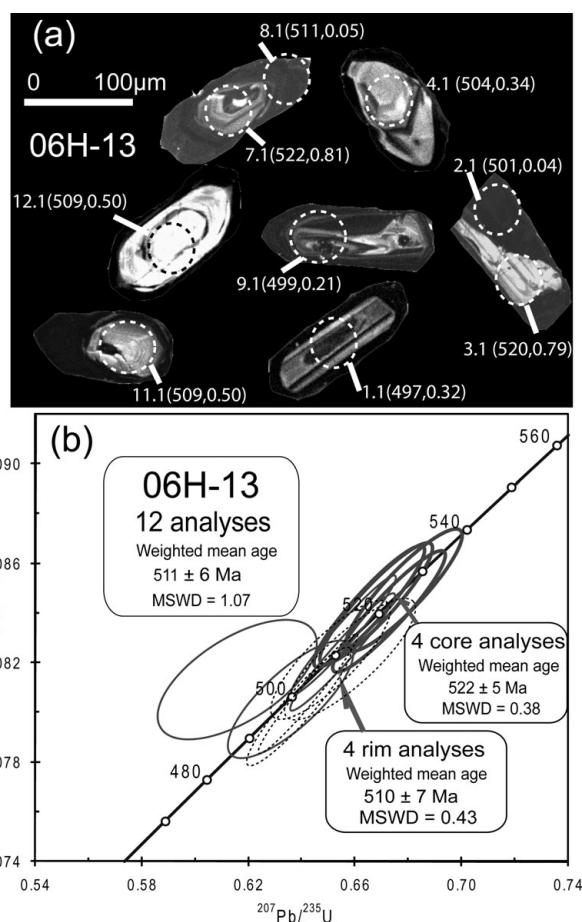 (a)
8.1(511,0.05)
0 100μm
4.1 (504,0.34)
06H-13
7.1(522,0.81)
2.1 (501,0.04)
12.1(509,0.50)
9.1(499,0.21)
3.1 (520,0.79)
11.1(509,0.50)
1.1(497,0.32)
(b)
560
090
06H-13
12 analyses
Weighted mean age
511 ± 6 Ma
MSWD = 1.07
540
086
520
4 core analyses
Weighted mean age
522 ± 5 Ma
MSWD = 0.38
082
500
4 rim analyses
Weighted mean age
510 ± 7 Ma
MSWD = 0.43
480
078
074
0.54 0.58 0.62 0.66 0.70 0.74
²⁰⁷Pb/²³⁵U